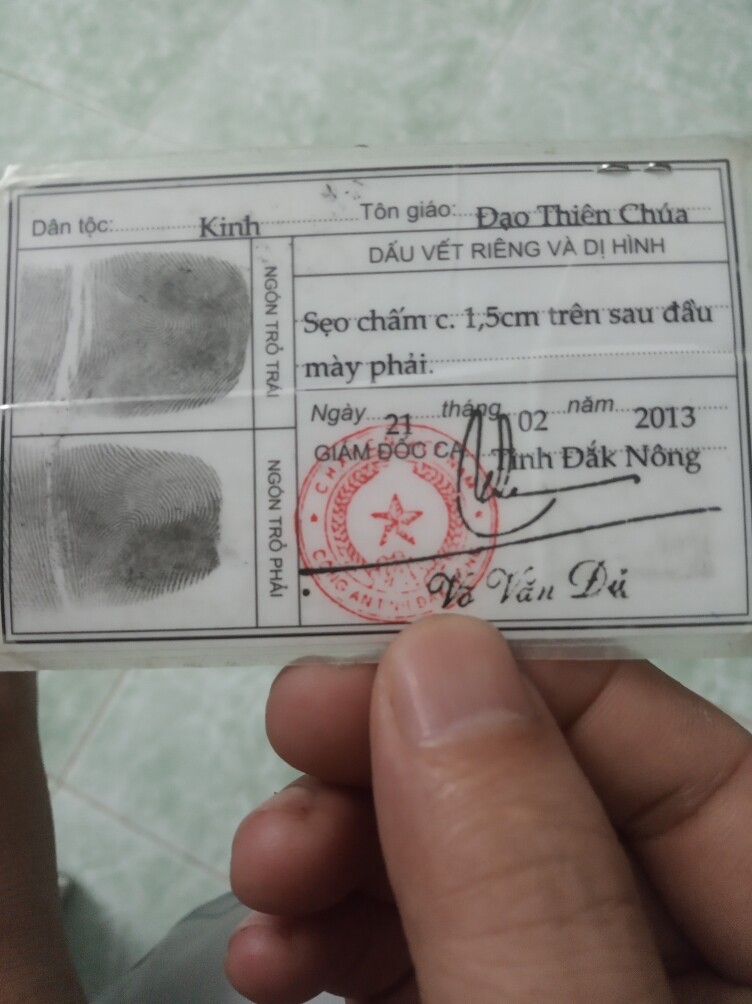 Dân tộc: Kinh Tôn giáo: Đạo Thiên Chúa
NGÓN TRỎ TRÁI
NGÓN TRỎ PHẢI
DẤU VẾT RIÊNG VÀ DỊ HÌNH
Sẹo chấm c. 1,5cm trên sau đầu
mày phải.
Ngày 21 tháng 02 năm 2013
GIÁM ĐỐC CA Tỉnh Đắk Nông
Võ Văn Đủ